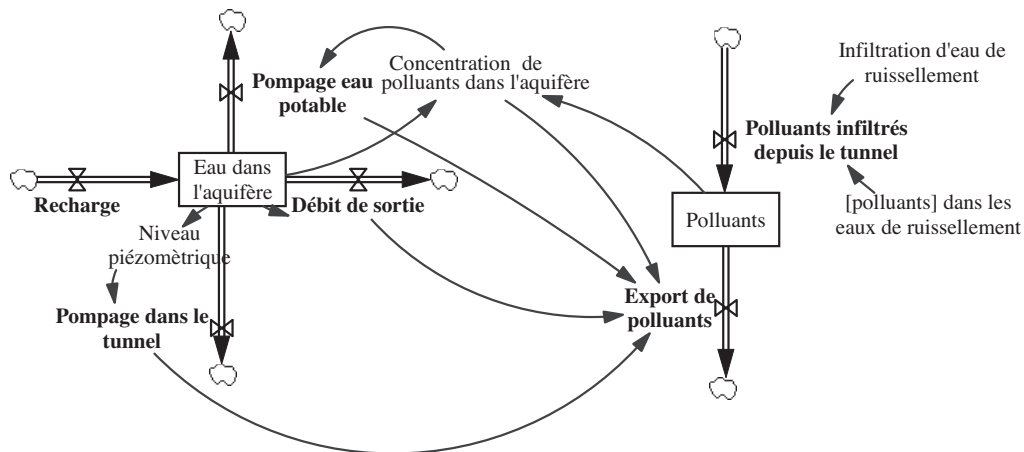 Pompage eau
potable
Concentration de
polluants dans l'aquifère
Infiltration d'eau de
ruissellement
Polluants infiltrés
depuis le tunnel
Eau dans
l'aquifère
Recharge
Débit de sortie
Niveau
piézomètrique
Polluants
[polluants] dans les
eaux de ruissellement
Pompage dans le
tunnel
Export de
polluants